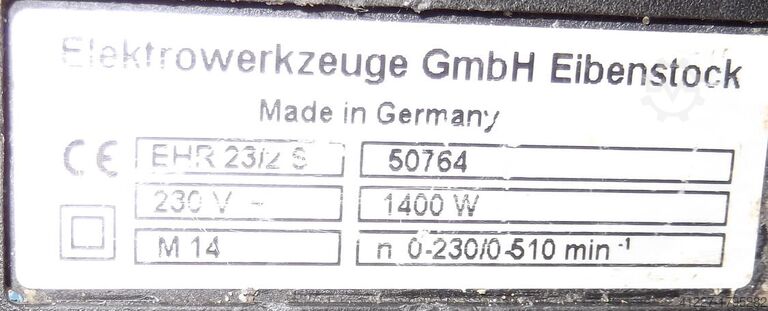 Elektrowerkzeuge GmbH Eibenstock
Made in Germany
CE EHR 23/2 S 50764
230 V ~ 1400 W
M 14 n 0-230/0-510 min⁻¹